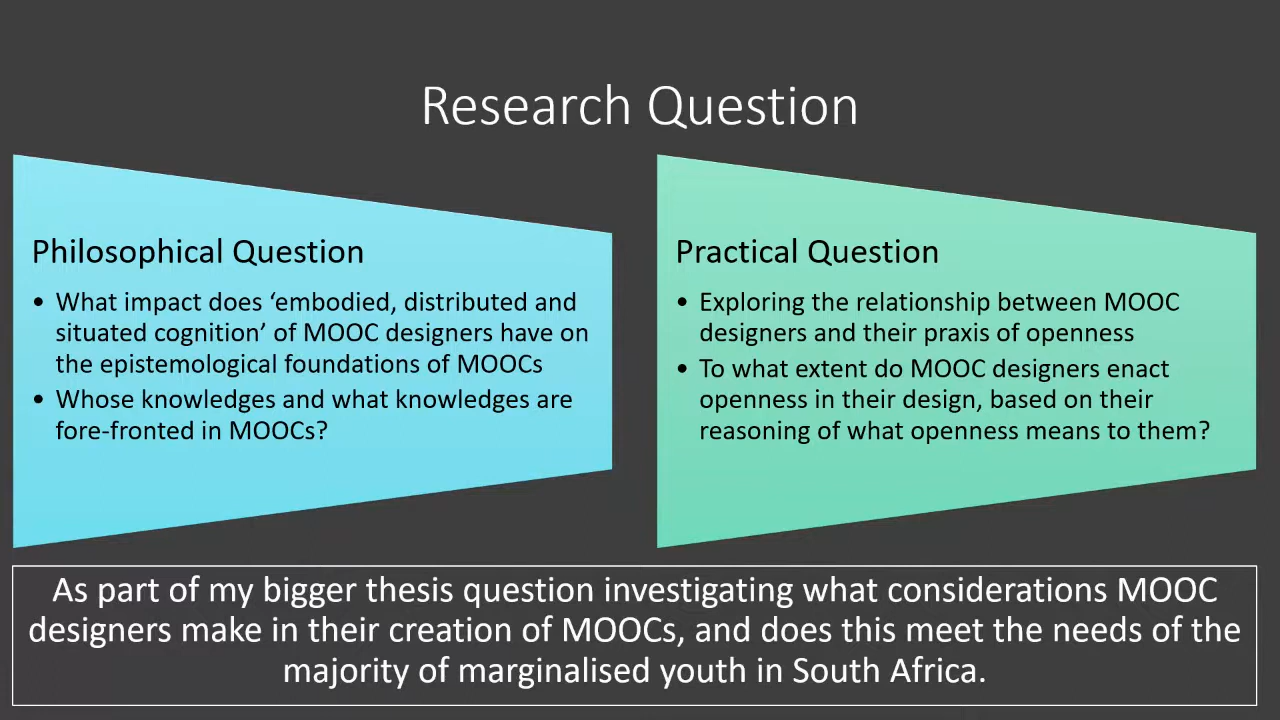 Research Question
Philosophical Question
• What impact does ‘embodied, distributed and
situated cognition’ of MOOC designers have on
the epistemological foundations of MOOCs
• Whose knowledges and what knowledges are
fore-fronted in MOOCs?
Practical Question
• Exploring the relationship between MOOC
designers and their praxis of openness
• To what extent do MOOC designers enact
openness in their design, based on their
reasoning of what openness means to them?
As part of my bigger thesis question investigating what considerations MOOC
designers make in their creation of MOOCs, and does this meet the needs of the
majority of marginalised youth in South Africa.